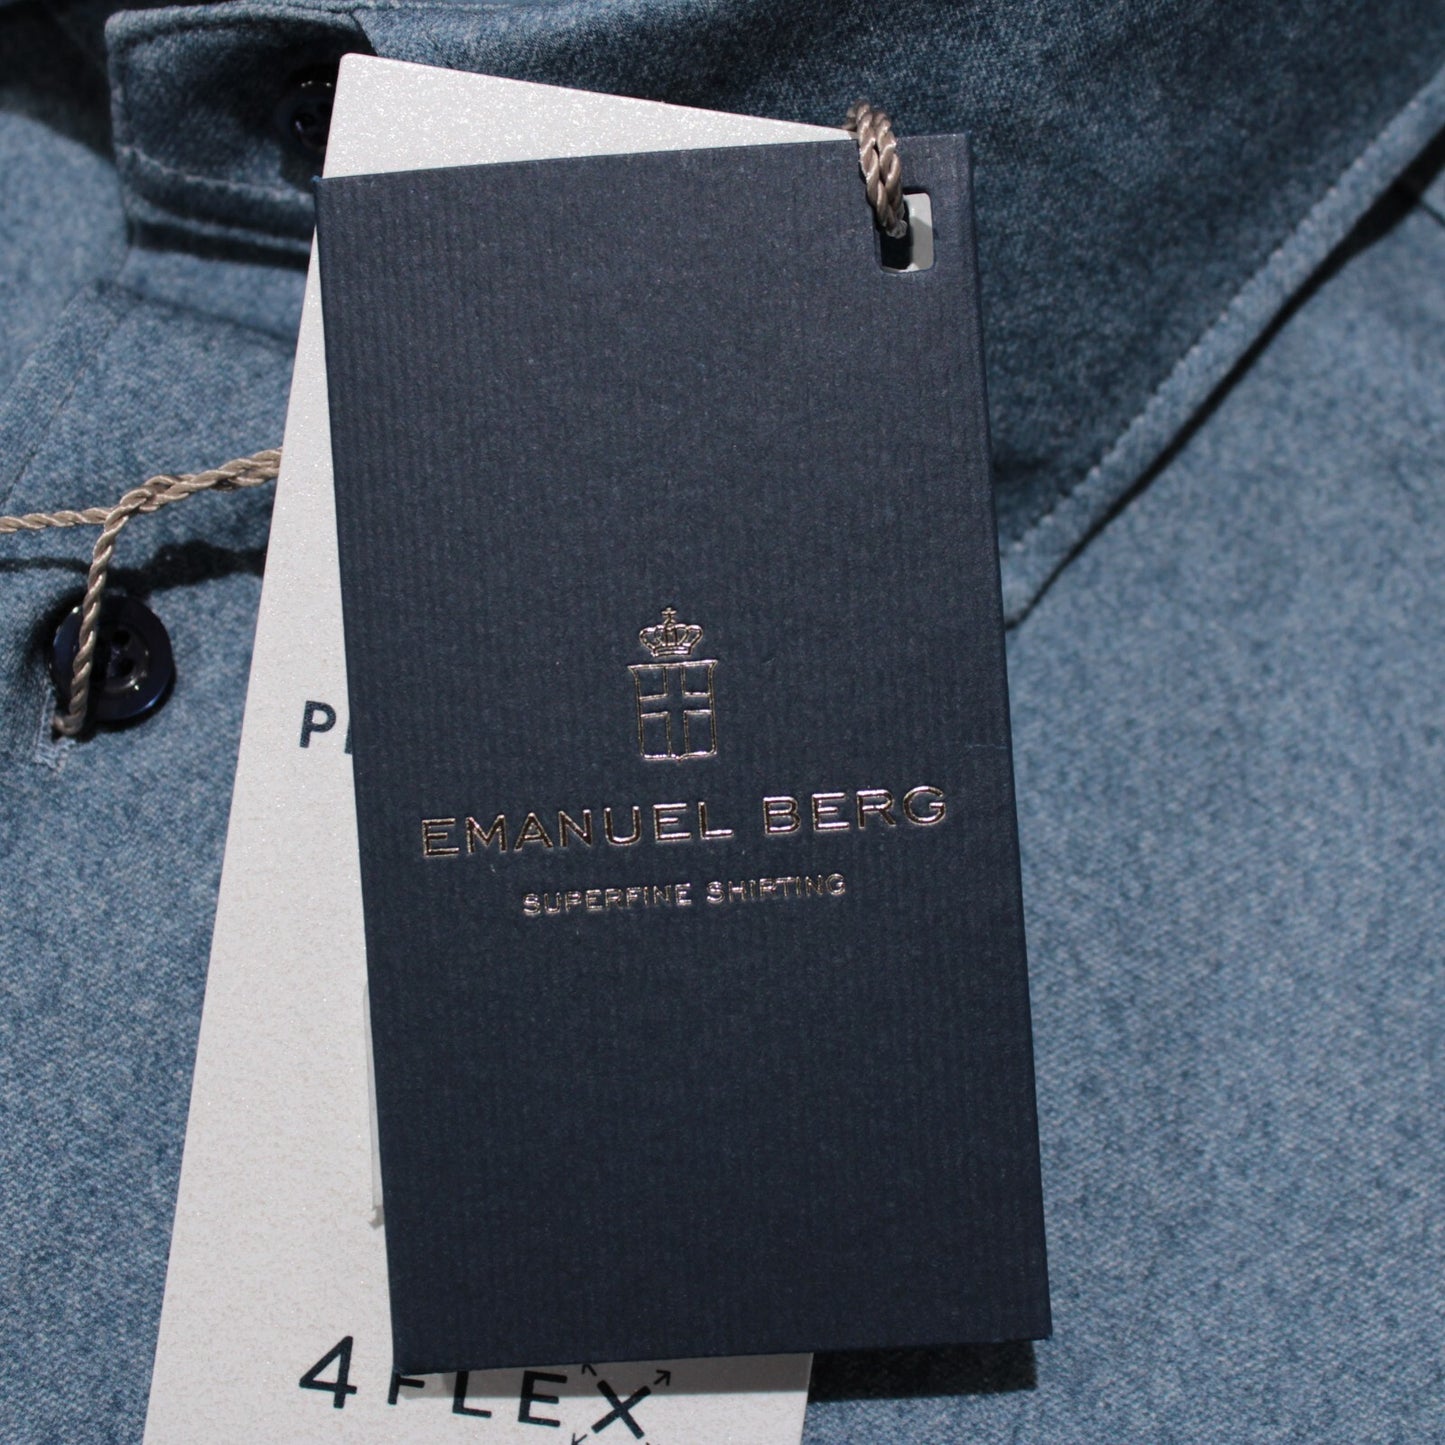 EMANUEL BERG
SUPERFINE SHIRTING
4FLEX